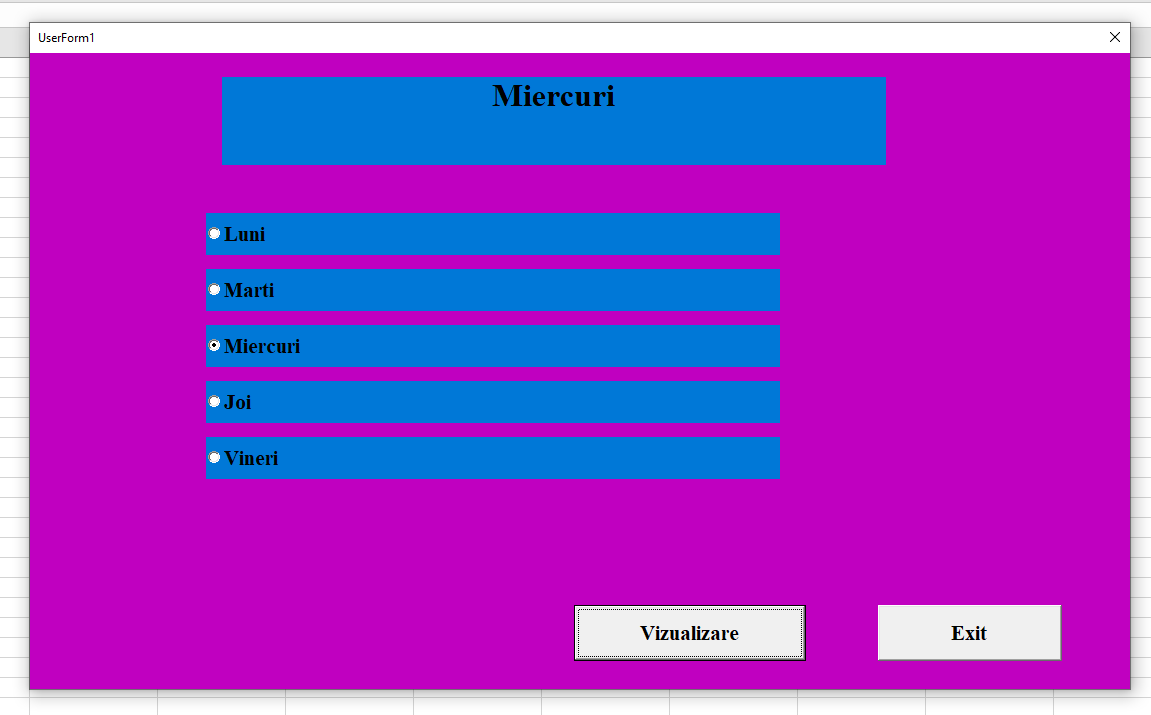 UserForm1
Miercuri
Luni
Marti
Miercuri
Joi
Vineri
Vizualizare
Exit